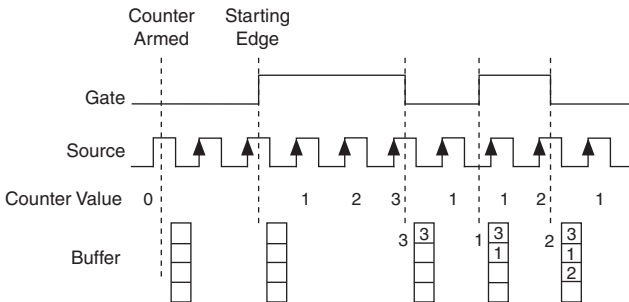 Counter Armed
Starting Edge
Gate
Source
Counter Value 0 1 2 3 1 1 2 1
Buffer
3 3
1 3
1
2 3
1
2